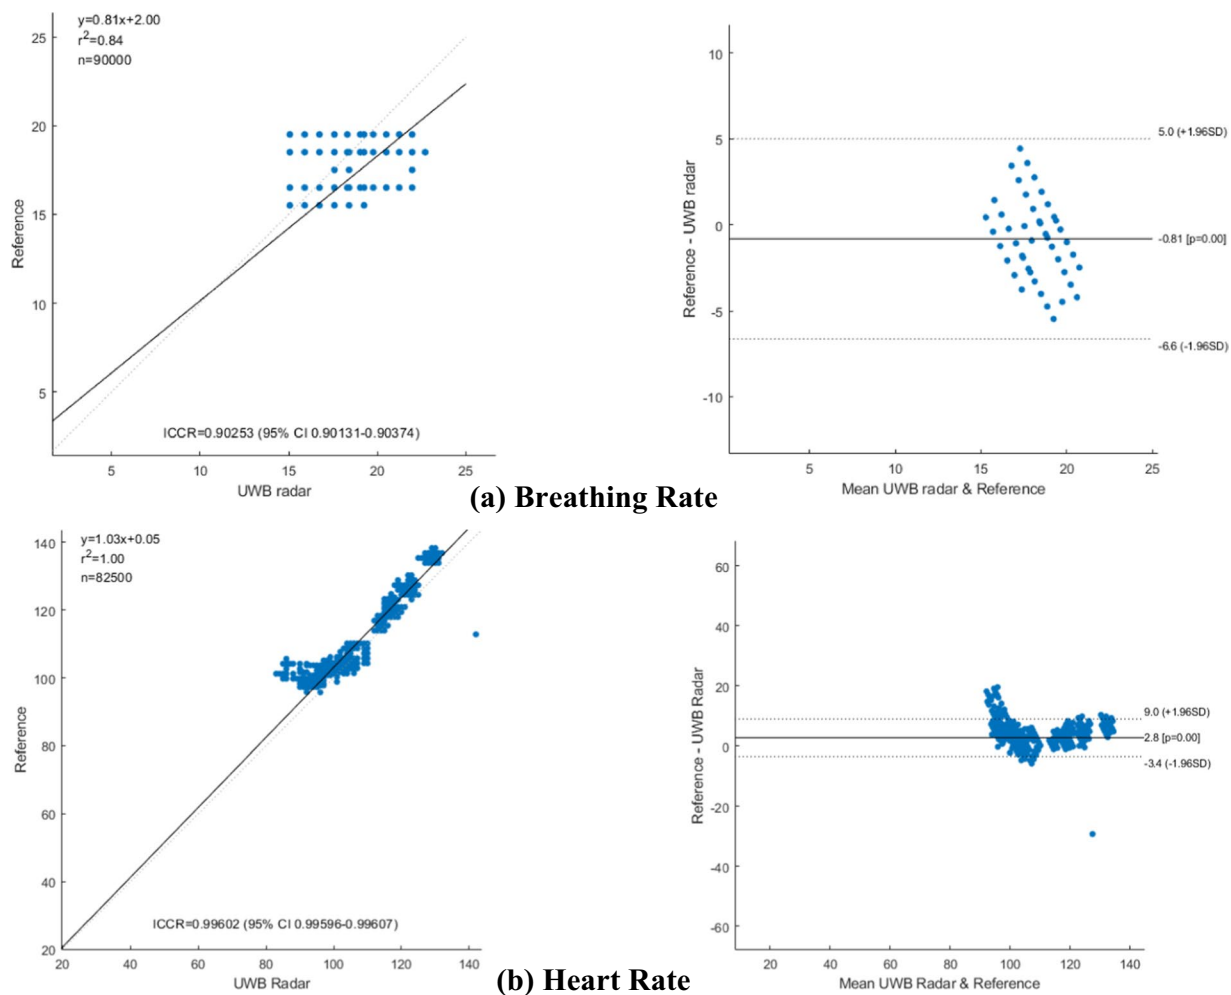 y=0.81x+2.00
r²=0.84
n=90000
25
20
15
10
5
Reference
ICCR=0.90253 (95% CI 0.90131-0.90374)
5 10 15 20 25
UWB radar
10
5
0
-5
-10
Reference - UWB radar
5.0 (+1.96SD)
-0.81 [p=0.00]
-6.6 (-1.96SD)
5 10 15 20 25
Mean UWB radar & Reference
(a) Breathing Rate
y=1.03x+0.05
r²=1.00
n=82500
140
120
100
80
60
40
20
Reference
ICCR=0.99602 (95% CI 0.99596-0.99607)
20 40 60 80 100 120 140
UWB Radar
60
40
20
0
-20
-40
-60
Reference - UWB Radar
9.0 (+1.96SD)
2.8 [p=0.00]
-3.4 (-1.96SD)
20 40 60 80 100 120 140
Mean UWB Radar & Reference
(b) Heart Rate